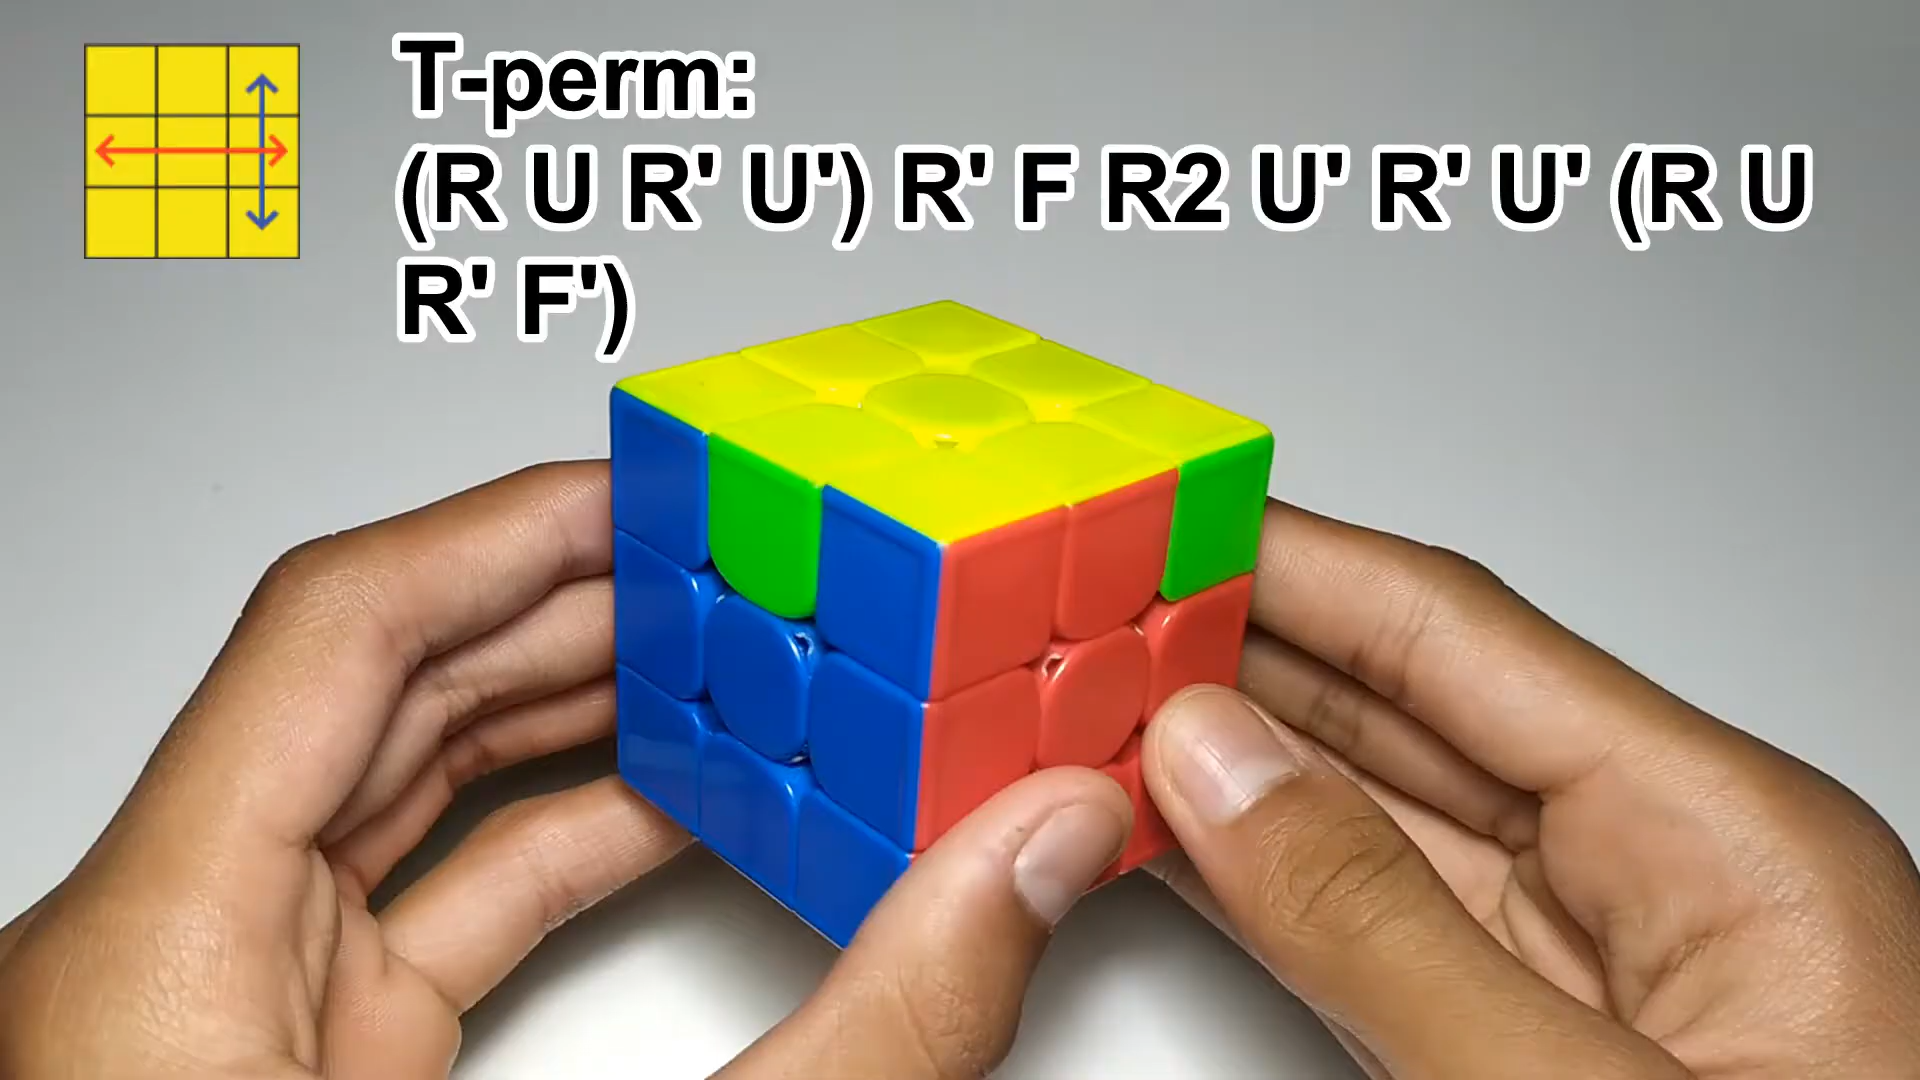 T-perm:
(R U R' U') R' F R2 U' R' U' (R U
R' F')